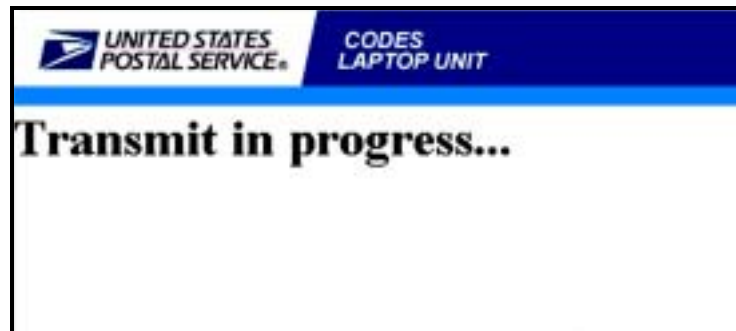 UNITED STATES
POSTAL SERVICE®
CODES
LAPTOP UNIT
Transmit in progress...